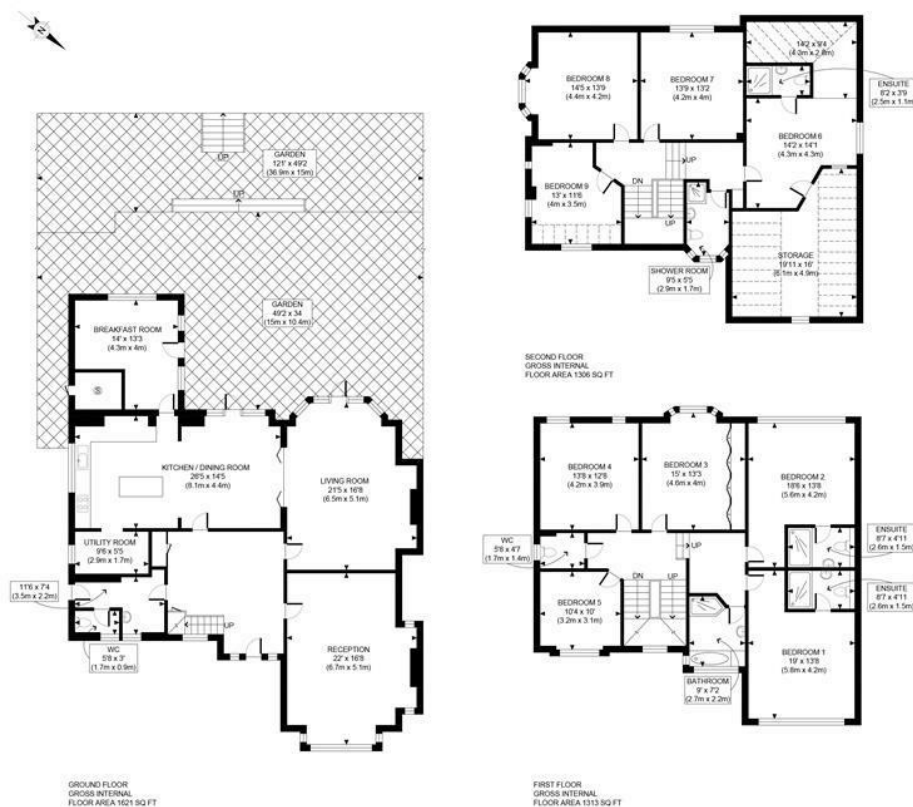 N
GARDEN
121' x 49'2
(36.9m x 15m)
UP
UP
GARDEN
49'2 x 34
(15m x 10.4m)
BREAKFAST ROOM
14' x 13'3
(4.3m x 4m)
S
KITCHEN / DINING ROOM
26'5 x 14'5
(8.1m x 4.4m)
LIVING ROOM
21'5 x 16'8
(6.5m x 5.1m)
UTILITY ROOM
9'6 x 5'5
(2.9m x 1.7m)
11'6 x 7'4
(3.5m x 2.2m)
UP
WC
5'8 x 3'
(1.7m x 0.9m)
RECEPTION
22' x 16'8
(6.7m x 5.1m)
GROUND FLOOR
GROSS INTERNAL
FLOOR AREA 1621 SQ FT
14'2 x 9'4
(4.3m x 2.8m)
BEDROOM 8
14'5 x 13'9
(4.4m x 4.2m)
BEDROOM 7
13'9 x 13'2
(4.2m x 4m)
ENSUITE
8'2 x 3'9
(2.5m x 1.1m)
BEDROOM 6
14'2 x 14'1
(4.3m x 4.3m)
BEDROOM 9
13' x 11'6
(4m x 3.5m)
UP
DN
UP
STORAGE
19'11 x 16'
(6.1m x 4.9m)
SHOWER ROOM
9'5 x 5'5
(2.9m x 1.7m)
SECOND FLOOR
GROSS INTERNAL
FLOOR AREA 1306 SQ FT
BEDROOM 4
13'8 x 12'8
(4.2m x 3.9m)
BEDROOM 3
15' x 13'3
(4.6m x 4m)
BEDROOM 2
18'6 x 13'8
(5.6m x 4.2m)
WC
5'8 x 4'7
(1.7m x 1.4m)
UP
ENSUITE
8'7 x 4'11
(2.6m x 1.5m)
DN
UP
ENSUITE
8'7 x 4'11
(2.6m x 1.5m)
BEDROOM 5
10'4 x 10'
(3.2m x 3.1m)
BEDROOM 1
19' x 13'8
(5.8m x 4.2m)
BATHROOM
9' x 7'2
(2.7m x 2.2m)
FIRST FLOOR
GROSS INTERNAL
FLOOR AREA 1313 SQ FT